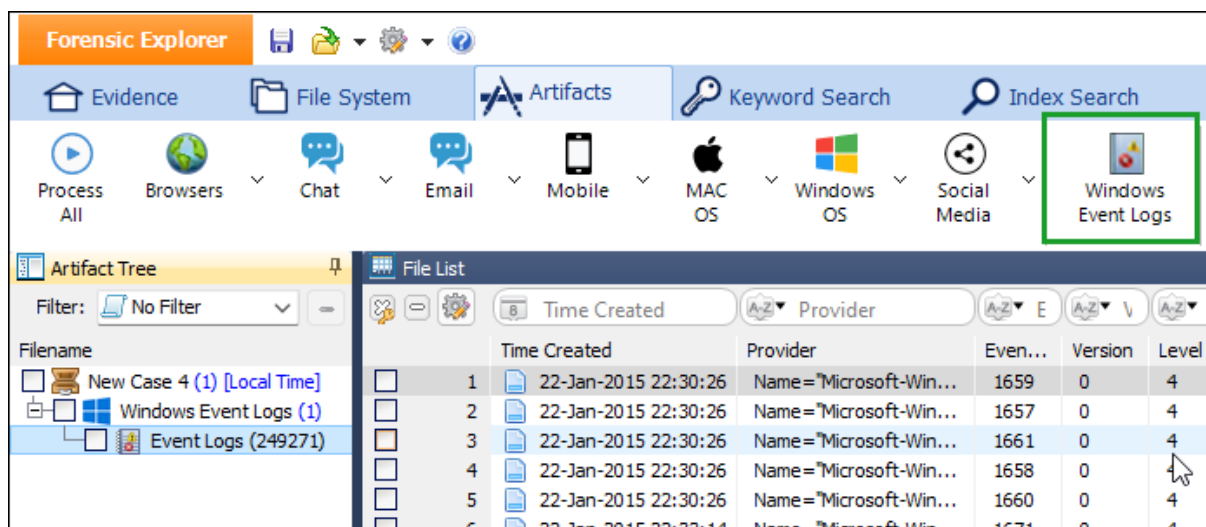 Forensic Explorer
Evidence File System Artifacts Keyword Search Index Search
Process All Browsers Chat Email Mobile MAC OS Windows OS Social Media Windows Event Logs
Artifact Tree File List
Filter: No Filter 8 Time Created A-Z Provider A-Z E A-Z V A-Z
Filename Time Created Provider Even... Version Level
New Case 4 (1) [Local Time] 1 22-Jan-2015 22:30:26 Name="Microsoft-Win... 1659 0 4
Windows Event Logs (1) 2 22-Jan-2015 22:30:26 Name="Microsoft-Win... 1657 0 4
Event Logs (249271) 3 22-Jan-2015 22:30:26 Name="Microsoft-Win... 1661 0 4
4 22-Jan-2015 22:30:26 Name="Microsoft-Win... 1658 0
5 22-Jan-2015 22:30:26 Name="Microsoft-Win... 1660 0 4